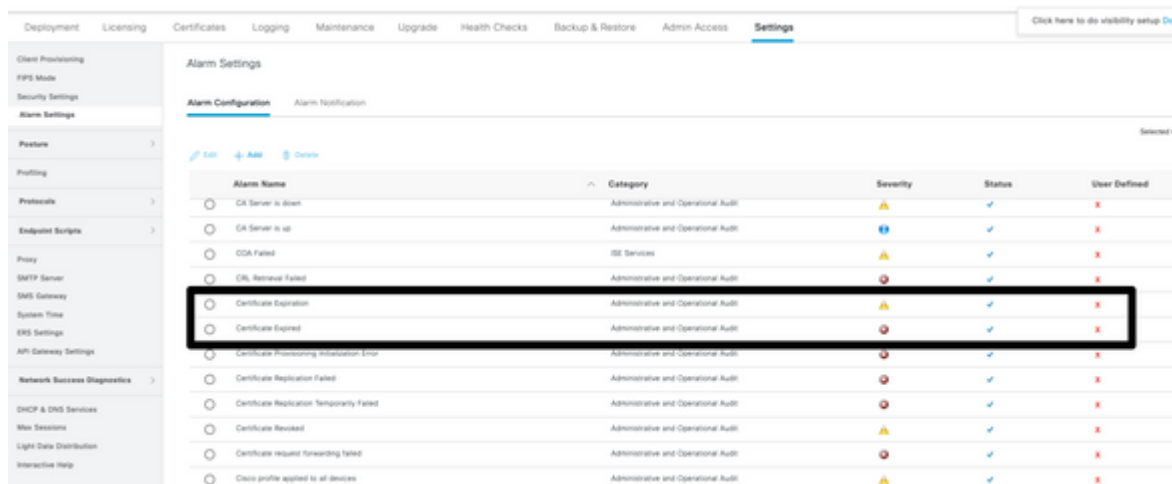 Click here to do visibility setup Do
Deployment Licensing Certificates Logging Maintenance Upgrade Health Checks Backup & Restore Admin Access Settings
Client Provisioning
FIPS Mode
Security Settings
Alarm Settings
Posture
Profiling
Protocols
Endpoint Scripts
Proxy
SMTP Server
SMS Gateway
System Time
ERS Settings
API Gateway Settings
Network Success Diagnostics
DHCP & DNS Services
Max Sessions
Light Data Distribution
Interactive Help
Alarm Settings
Alarm Configuration Alarm Notification
Selected
Edit Add Delete
Alarm Name Category Severity Status User Defined
CA Server is down Administrative and Operational Audit X
CA Server is up Administrative and Operational Audit X
COA Failed ISE Services X
CRL Retrieval Failed Administrative and Operational Audit X
Certificate Expiration Administrative and Operational Audit X
Certificate Expired Administrative and Operational Audit X
Certificate Provisioning Initialization Error Administrative and Operational Audit X
Certificate Replication Failed Administrative and Operational Audit X
Certificate Replication Temporarily Failed Administrative and Operational Audit X
Certificate Revoked Administrative and Operational Audit X
Certificate request forwarding failed Administrative and Operational Audit X
Cisco profile applied to all devices Administrative and Operational Audit X